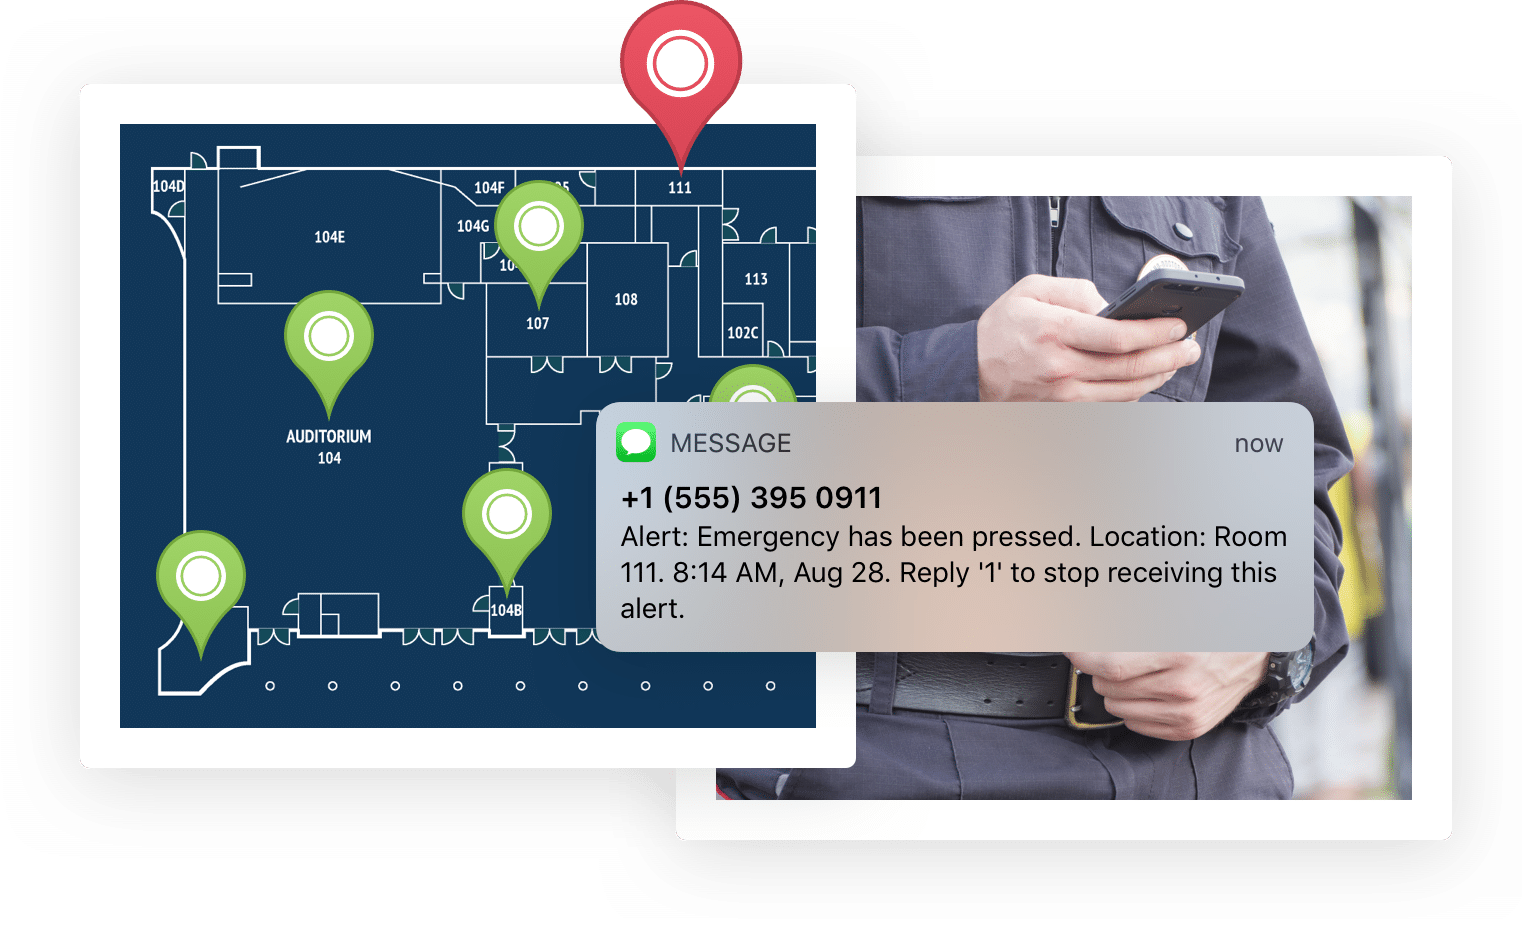 104D
104F
111
104G
104E
113
108
107
102C
AUDITORIUM
104
104B
MESSAGE
now
+1 (555) 395 0911
Alert: Emergency has been pressed. Location: Room
111. 8:14 AM, Aug 28. Reply '1' to stop receiving this
alert.